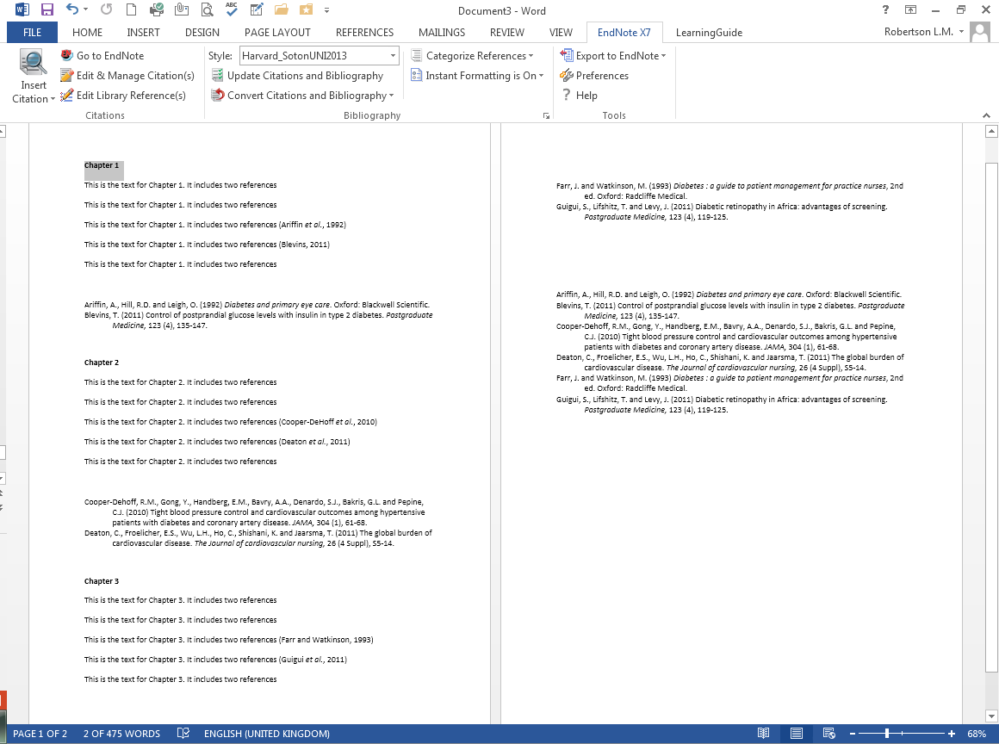 ABC
Document3 - Word
?
FILE
HOME
INSERT
DESIGN
PAGE LAYOUT
REFERENCES
MAILINGS
REVIEW
VIEW
EndNote X7
LearningGuide
Robertson L.M.
Insert
Citation
Go to EndNote
Edit & Manage Citation(s)
Edit Library Reference(s)
Citations
Style: Harvard_SotonUNI2013
Update Citations and Bibliography
Convert Citations and Bibliography
Bibliography
Categorize References
Instant Formatting is On
Export to EndNote
Preferences
? Help
Tools
Chapter 1
This is the text for Chapter 1. It includes two references
This is the text for Chapter 1. It includes two references
This is the text for Chapter 1. It includes two references (Ariffin et al., 1992)
This is the text for Chapter 1. It includes two references (Blevins, 2011)
This is the text for Chapter 1. It includes two references
Ariffin, A., Hill, R.D. and Leigh, O. (1992) Diabetes and primary eye care. Oxford: Blackwell Scientific.
Blevins, T. (2011) Control of postprandial glucose levels with insulin in type 2 diabetes. Postgraduate
Medicine, 123 (4), 135-147.
Chapter 2
This is the text for Chapter 2. It includes two references
This is the text for Chapter 2. It includes two references
This is the text for Chapter 2. It includes two references (Cooper-DeHoff et al., 2010)
This is the text for Chapter 2. It includes two references (Deaton et al., 2011)
This is the text for Chapter 2. It includes two references
Cooper-Dehoff, R.M., Gong, Y., Handberg, E.M., Bavry, A.A., Denardo, S.J., Bakris, G.L. and Pepine,
C.J. (2010) Tight blood pressure control and cardiovascular outcomes among hypertensive
patients with diabetes and coronary artery disease. JAMA, 304 (1), 61-68.
Deaton, C., Froelicher, E.S., Wu, L.H., Ho, C., Shishani, K. and Jaarsma, T. (2011) The global burden of
cardiovascular disease. The Journal of cardiovascular nursing, 26 (4 Suppl), S5-14.
Chapter 3
This is the text for Chapter 3. It includes two references
This is the text for Chapter 3. It includes two references
This is the text for Chapter 3. It includes two references (Farr and Watkinson, 1993)
This is the text for Chapter 3. It includes two references (Guigui et al., 2011)
This is the text for Chapter 3. It includes two references
Farr, J. and Watkinson, M. (1993) Diabetes : a guide to patient management for practice nurses, 2nd
ed. Oxford: Radcliffe Medical.
Guigui, S., Lifshitz, T. and Levy, J. (2011) Diabetic retinopathy in Africa: advantages of screening.
Postgraduate Medicine, 123 (4), 119-125.
Ariffin, A., Hill, R.D. and Leigh, O. (1992) Diabetes and primary eye care. Oxford: Blackwell Scientific.
Blevins, T. (2011) Control of postprandial glucose levels with insulin in type 2 diabetes. Postgraduate
Medicine, 123 (4), 135-147.
Cooper-Dehoff, R.M., Gong, Y., Handberg, E.M., Bavry, A.A., Denardo, S.J., Bakris, G.L. and Pepine,
C.J. (2010) Tight blood pressure control and cardiovascular outcomes among hypertensive
patients with diabetes and coronary artery disease. JAMA, 304 (1), 61-68.
Deaton, C., Froelicher, E.S., Wu, L.H., Ho, C., Shishani, K. and Jaarsma, T. (2011) The global burden of
cardiovascular disease. The Journal of cardiovascular nursing, 26 (4 Suppl), S5-14.
Farr, J. and Watkinson, M. (1993) Diabetes : a guide to patient management for practice nurses, 2nd
ed. Oxford: Radcliffe Medical.
Guigui, S., Lifshitz, T. and Levy, J. (2011) Diabetic retinopathy in Africa: advantages of screening.
Postgraduate Medicine, 123 (4), 119-125.
PAGE 1 OF 2
2 OF 475 WORDS
ENGLISH (UNITED KINGDOM)
68%